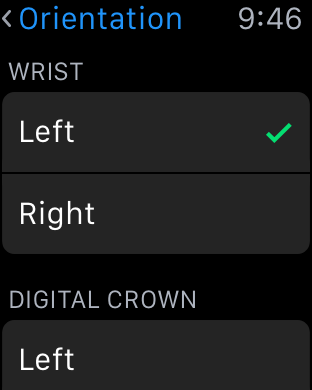 Orientation 9:46
WRIST
Left
Right
DIGITAL CROWN
Left